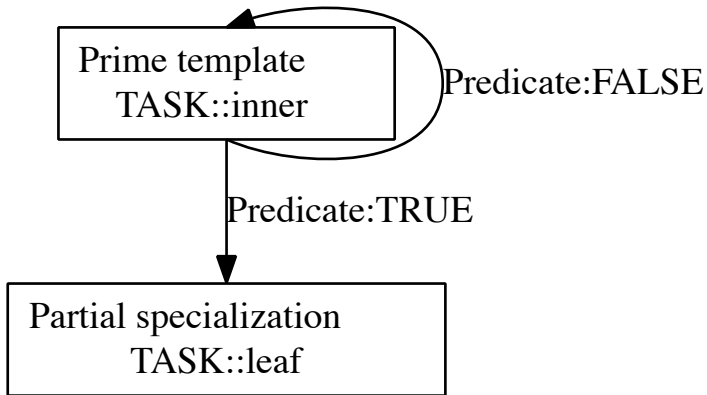 Prime template
TASK::inner
Predicate:FALSE
Predicate:TRUE
Partial specialization
TASK::leaf